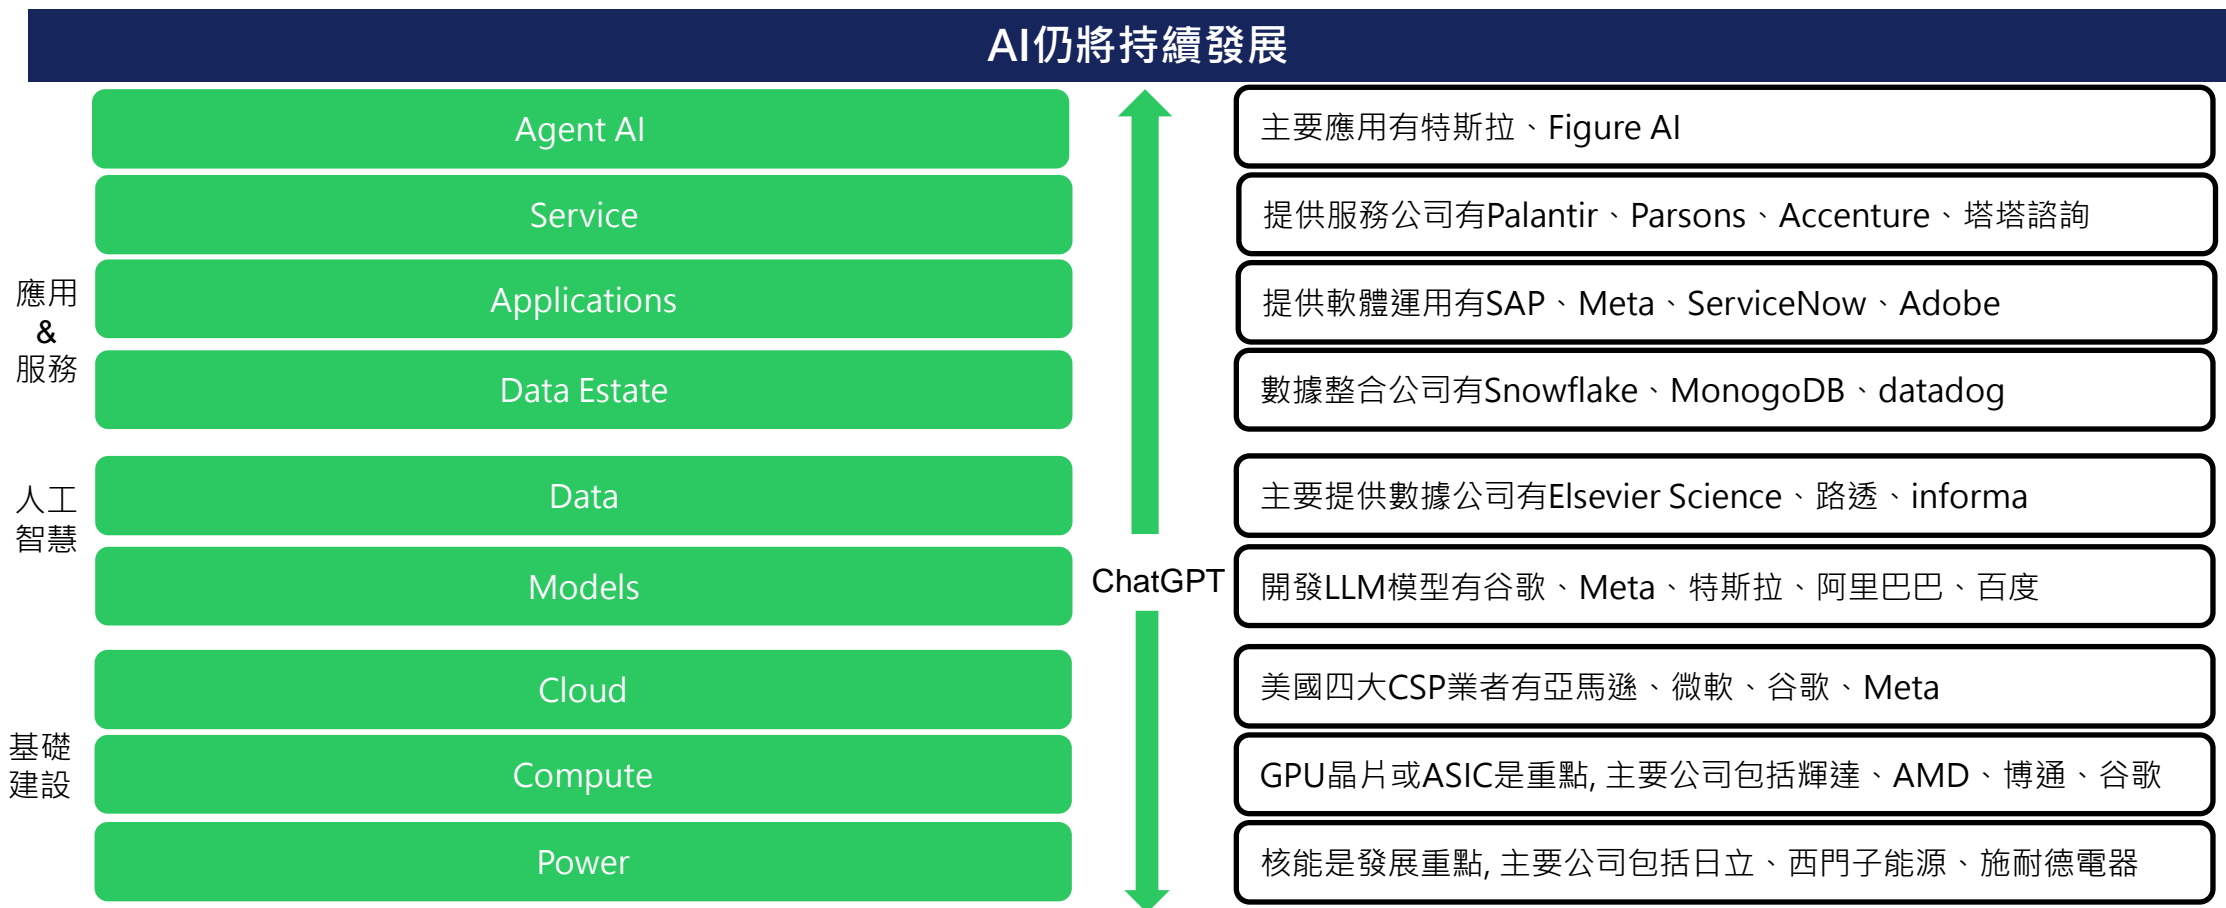 AI仍將持續發展
Agent AI
主要應用有特斯拉、Figure AI
Service
提供服務公司有Palantir、Parsons、Accenture、塔塔諮詢
應用
&
服務
Applications
提供軟體運用有SAP、Meta、ServiceNow、Adobe
Data Estate
數據整合公司有Snowflake、MonogoDB、datadog
人工
智慧
Data
主要提供數據公司有Elsevier Science、路透、informa
Models
ChatGPT
開發LLM模型有谷歌、Meta、特斯拉、阿里巴巴、百度
Cloud
美國四大CSP業者有亞馬遜、微軟、谷歌、Meta
基礎
建設
Compute
GPU晶片或ASIC是重點, 主要公司包括輝達、AMD、博通、谷歌
Power
核能是發展重點, 主要公司包括日立、西門子能源、施耐德電器